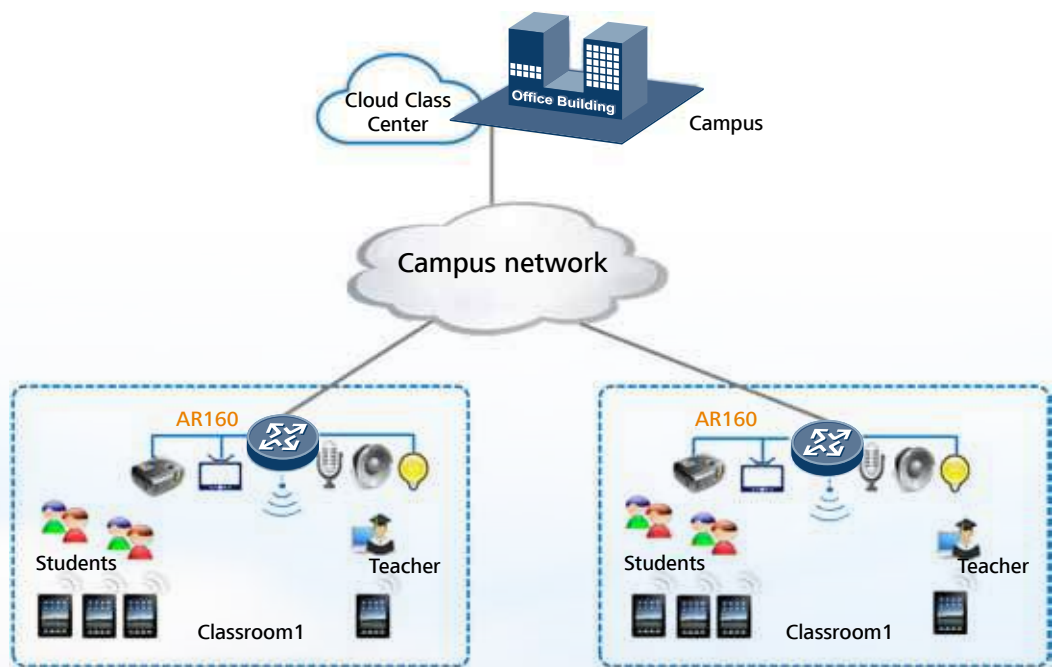 Cloud Class
Center
Office Building
Campus
Campus network
AR160
Students
Teacher
Classroom1
AR160
Students
Teacher
Classroom1